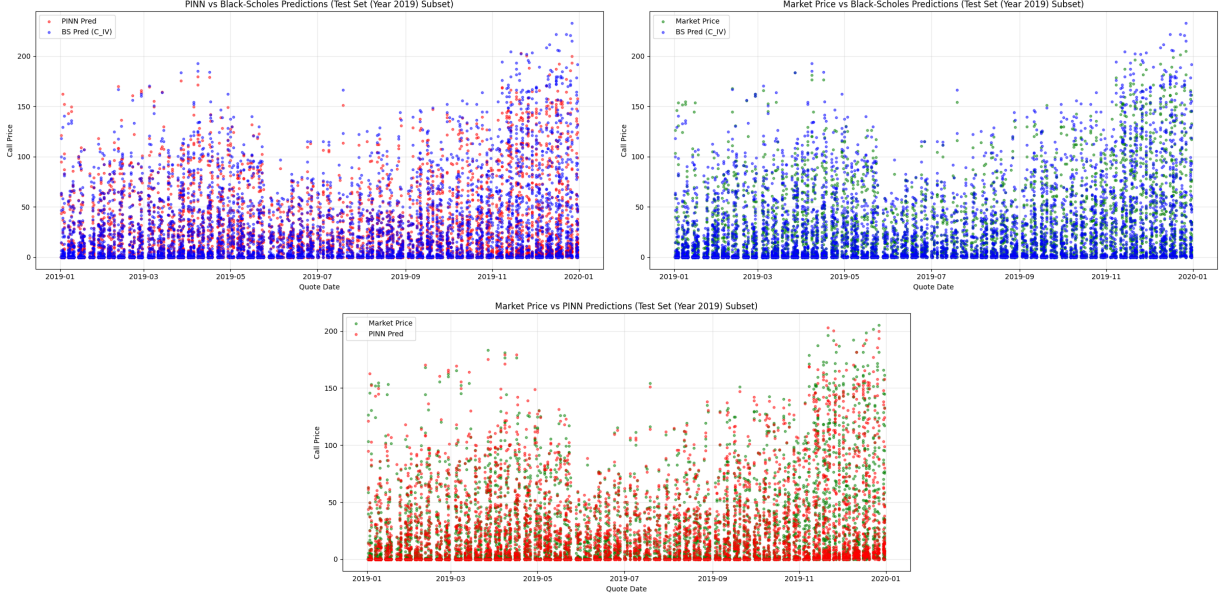 PINN vs Black-Scholes Predictions (Test Set (Year 2019) Subset)
PINN Pred
BS Pred (C_IV)
Call Price
200
150
100
50
0
2019-01
2019-03
2019-05
2019-07
2019-09
2019-11
2020-01
Quote Date
Market Price vs Black-Scholes Predictions (Test Set (Year 2019) Subset)
Market Price
BS Pred (C_IV)
Call Price
200
150
100
50
0
2019-01
2019-03
2019-05
2019-07
2019-09
2019-11
2020-01
Quote Date
Market Price vs PINN Predictions (Test Set (Year 2019) Subset)
Market Price
PINN Pred
Call Price
200
150
100
50
0
2019-01
2019-03
2019-05
2019-07
2019-09
2019-11
2020-01
Quote Date